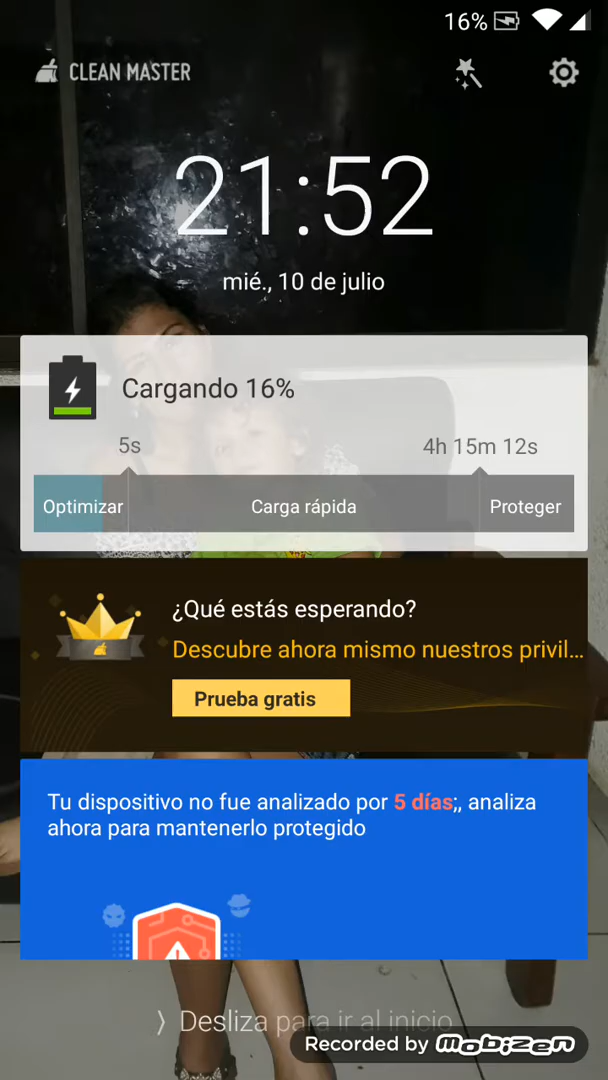 16%
CLEAN MASTER
21:52
mié., 10 de julio
Cargando 16%
5s
4h 15m 12s
Optimizar
Carga rápida
Proteger
¿Qué estás esperando?
Descubre ahora mismo nuestros privil...
Prueba gratis
Tu dispositivo no fue analizado por 5 días;, analiza
ahora para mantenerlo protegido
Desliza para ir al inicio
Recorded by mobizen